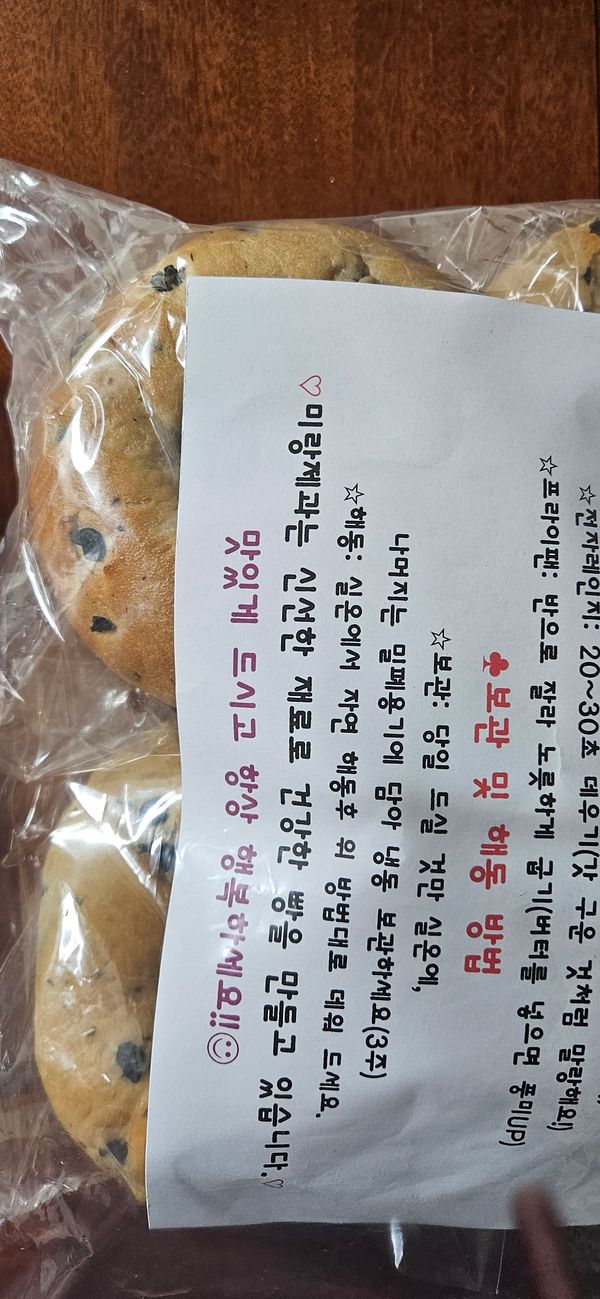 ☆전자레인지: 20~30초 데우기(갓 구운 것처럼 말랑해요!)
☆프라이팬: 반으로 잘라 노릇하게 굽기(버터를 넣으면 풍미UP)
♣보관 및 해동 방법
☆보관: 당일 드실 것만 실온에,
나머지는 밀폐용기에 담아 냉동 보관하세요(3주)
☆해동: 실온에서 자연 해동후 위 방법대로 데워 드세요.
♡미랑제과는 신선한 재료로 건강한 빵을 만들고 있습니다.♡
맛있게 드시고 항상 행복하세요!!☺